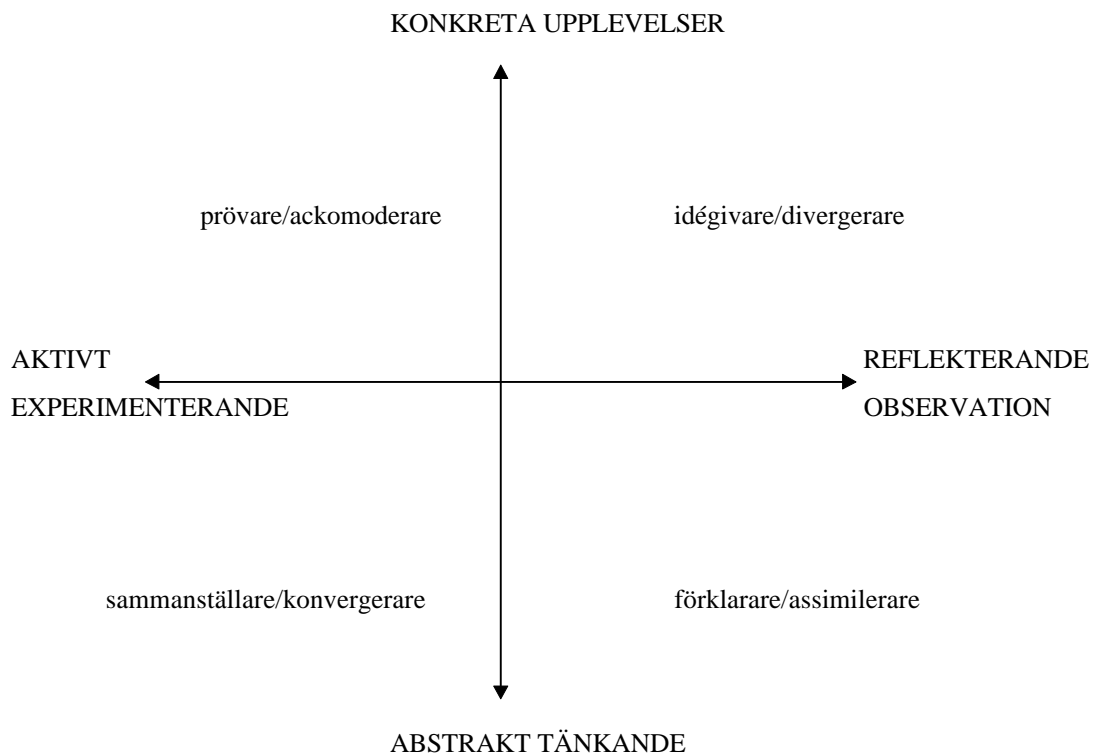 KONKRETA UPPLEVELSER
prövare/ackomoderare
idégivare/divergerare
AKTIVT
EXPERIMENTERANDE
REFLEKTERANDE
OBSERVATION
sammanställare/konvergerare
förklarare/assimilerare
ABSTRAKT TÄNKANDE